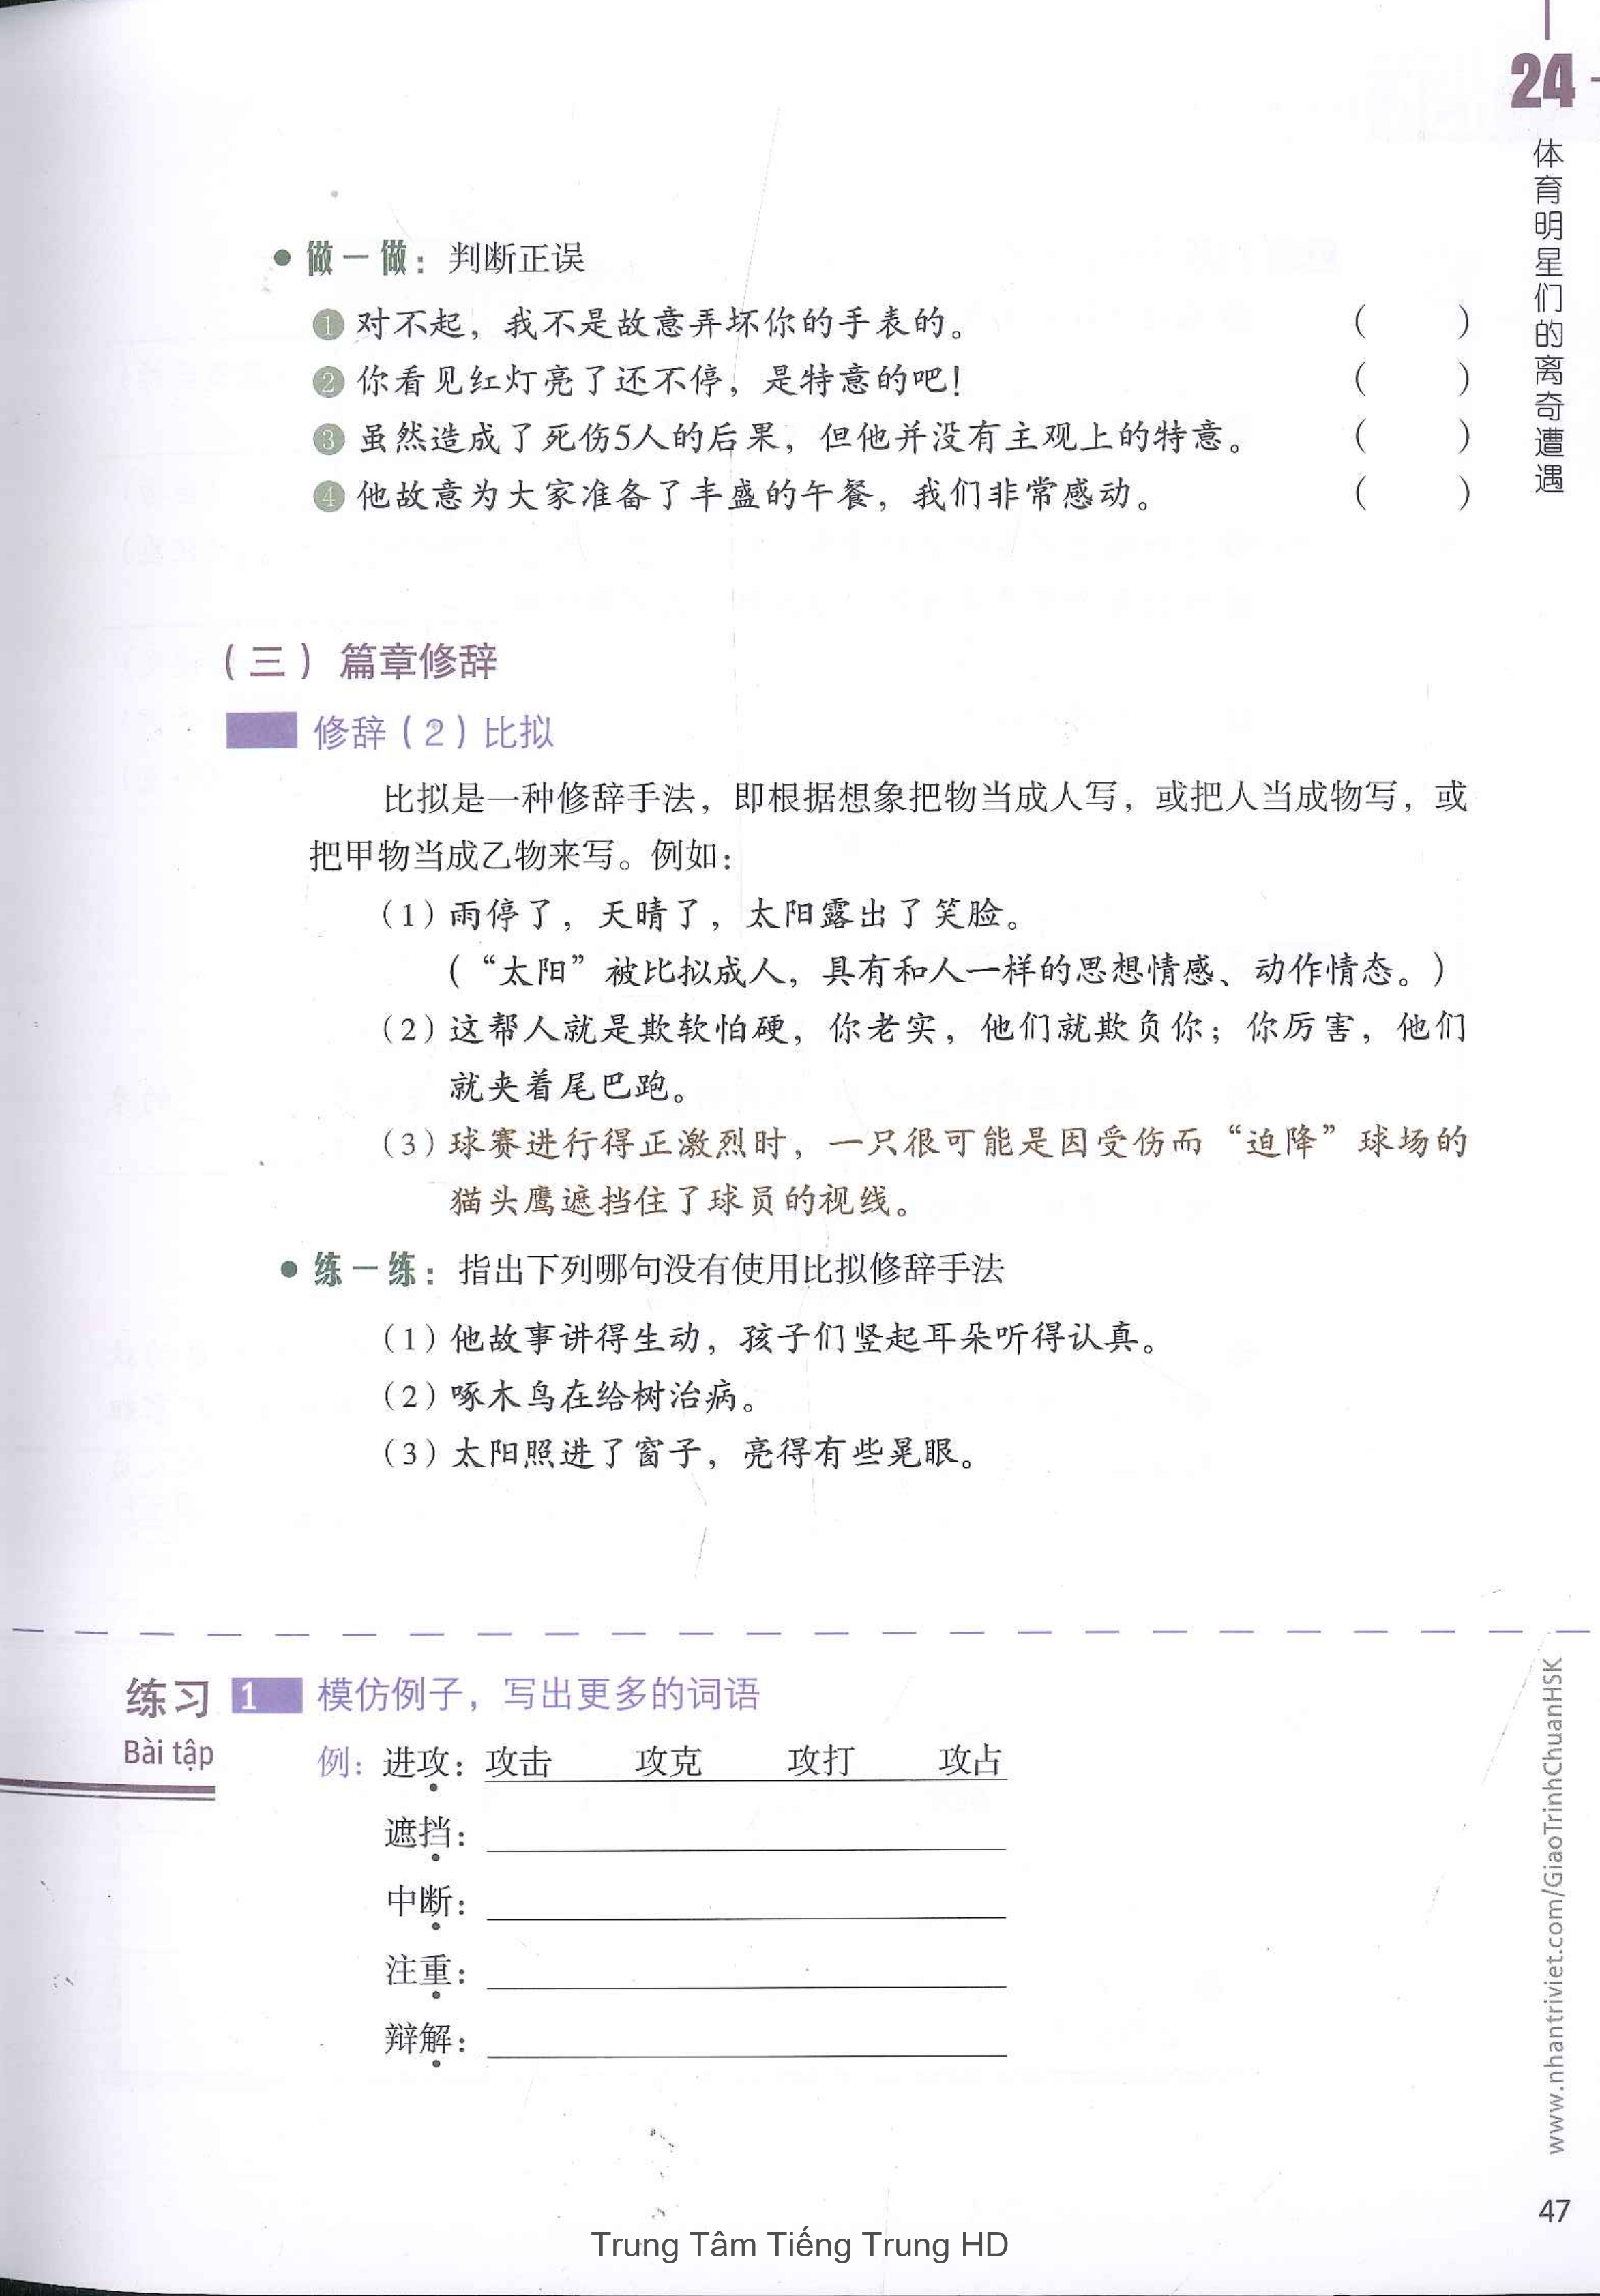 24
体育明星们的离奇遭遇
• 做一做：判断正误
1 对不起，我不是故意弄坏你的手表的。 （ ）
2 你看见红灯亮了还不停，是特意的吧！ （ ）
3 虽然造成了死伤5人的后果，但他并没有主观上的特意。 （ ）
4 他故意为大家准备了丰盛的午餐，我们非常感动。 （ ）
（三）篇章修辞
修辞（2）比拟
比拟是一种修辞手法，即根据想象把物当成人写，或把人当成物写，或
把甲物当成乙物来写。例如：
（1）雨停了，天晴了，太阳露出了笑脸。
（“太阳”被比拟成人，具有和人一样的思想情感、动作情态。）
（2）这帮人就是欺软怕硬，你老实，他们就欺负你；你厉害，他们
就夹着尾巴跑。
（3）球赛进行得正激烈时，一只很可能是因受伤而“迫降”球场的
猫头鹰遮挡住了球员的视线。
• 练一练：指出下列哪句没有使用比拟修辞手法
（1）他故事讲得生动，孩子们竖起耳朵听得认真。
（2）啄木鸟在给树治病。
（3）太阳照进了窗子，亮得有些晃眼。
练习 1 模仿例子，写出更多的词语
Bài tập
例：进攻：攻击 攻克 攻打 攻占
遮挡：
中断：
注重：
辩解：
www.nhantriviet.com/GiaoTrinhChuanHSK
47
Trung Tâm Tiếng Trung HD